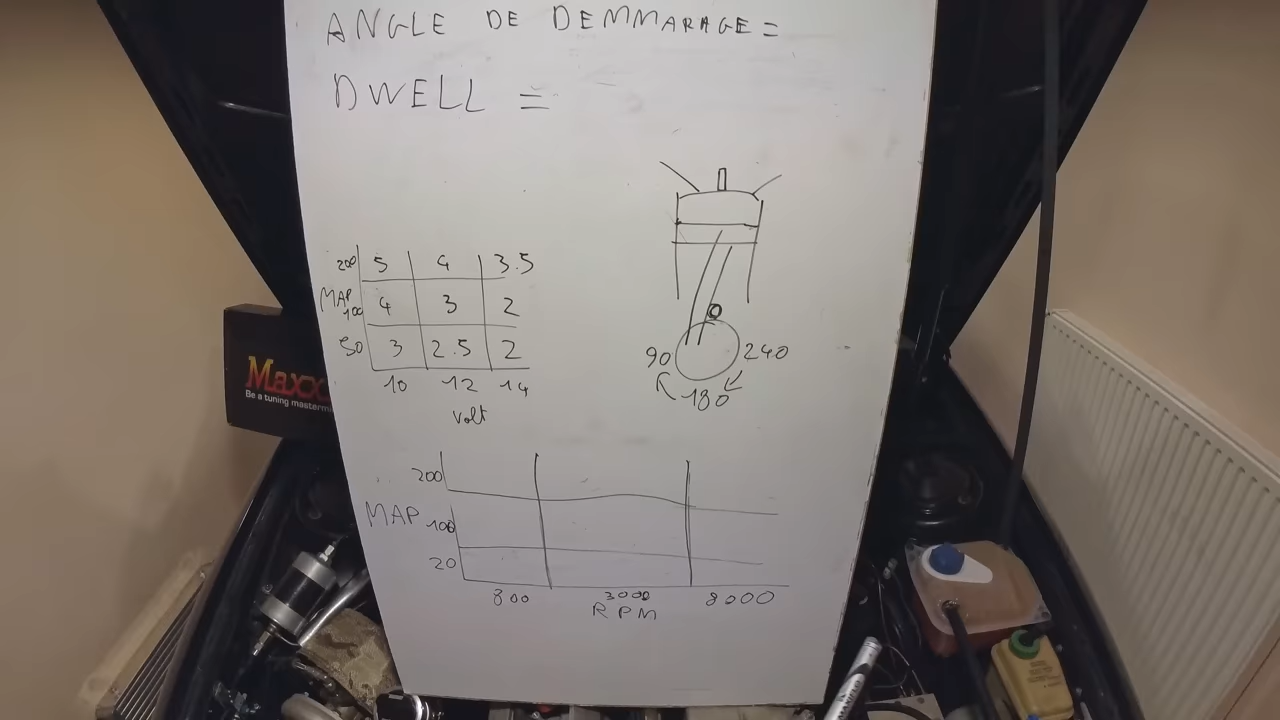 ANGLE DE DEMMARAGE =
DWELL =
200 5 4 3.5
MAP 100 4 3 2
50 3 2.5 2
10 12 14
Volt
90 240
180
Maxx
Be a tuning masterm
200
MAP 100
20
800 3000 8000
RPM